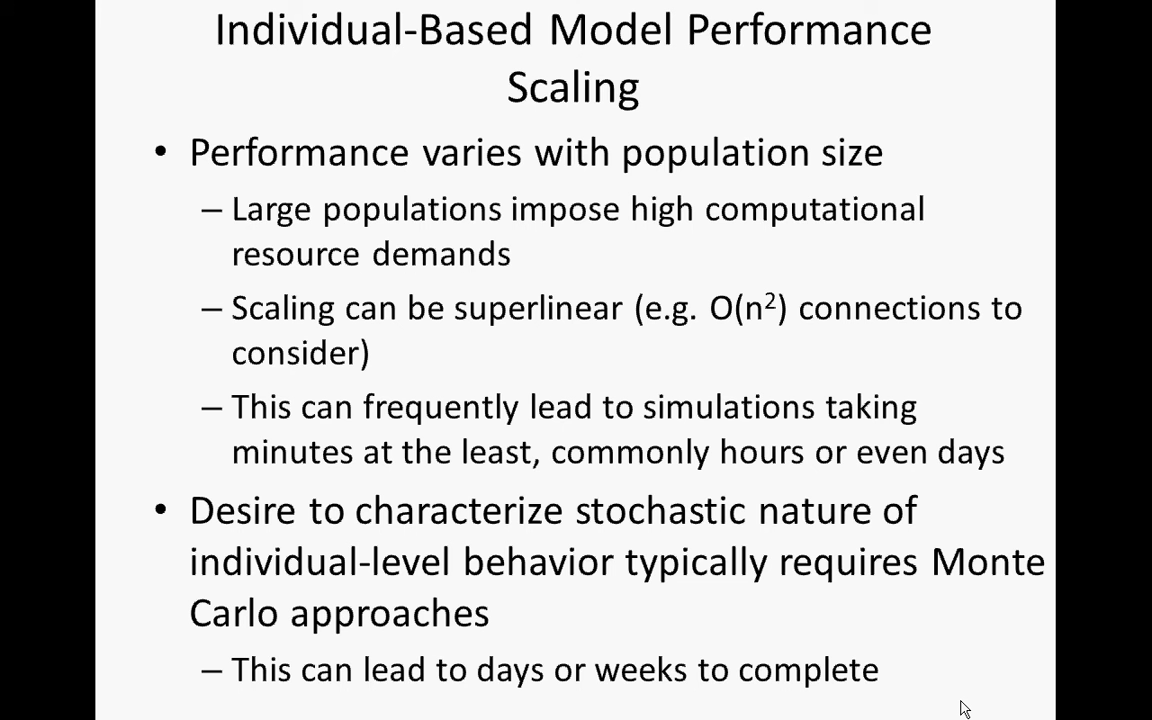 Individual-Based Model Performance
Scaling
• Performance varies with population size
– Large populations impose high computational
resource demands
– Scaling can be superlinear (e.g. O(n²) connections to
consider)
– This can frequently lead to simulations taking
minutes at the least, commonly hours or even days
• Desire to characterize stochastic nature of
individual-level behavior typically requires Monte
Carlo approaches
– This can lead to days or weeks to complete